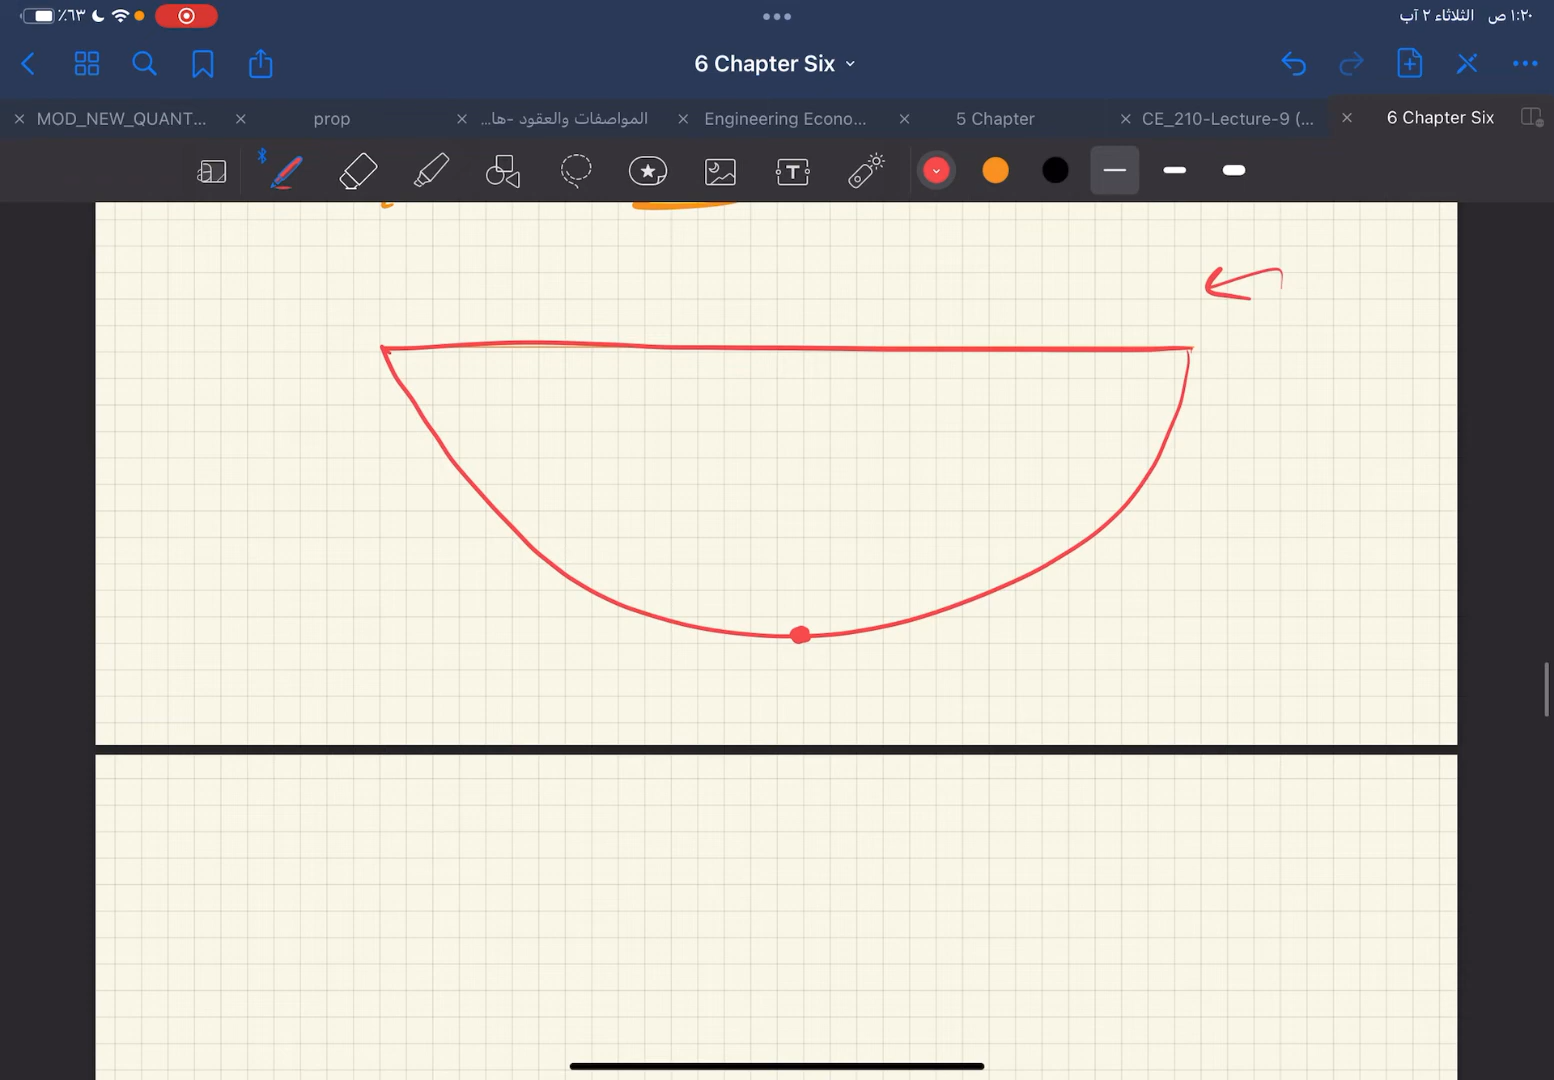 ٪٦٣
١:٢٠ ص الثلاثاء ٢ آب
6 Chapter Six
MOD_NEW_QUANT...
prop
المواصفات والعقود -ها...
Engineering Econo...
5 Chapter
CE_210-Lecture-9 (...
6 Chapter Six
T